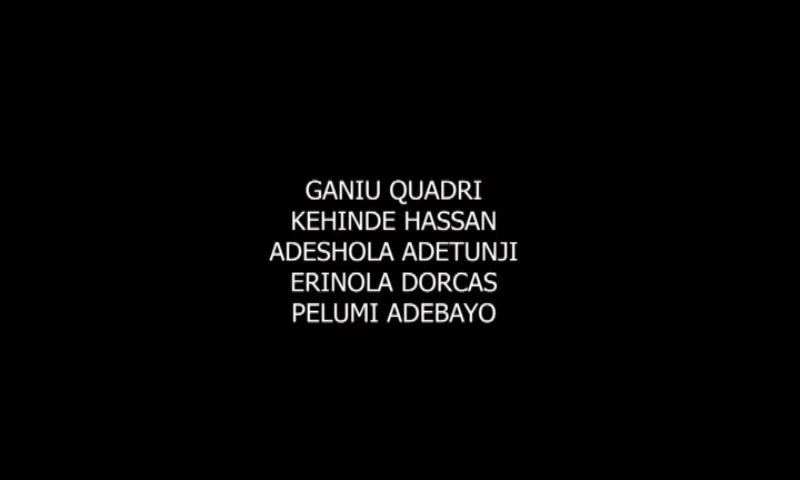 GANIU QUADRI
KEHINDE HASSAN
ADESHOLA ADETUNJI
ERINOLA DORCAS
PELUMI ADEBAYO